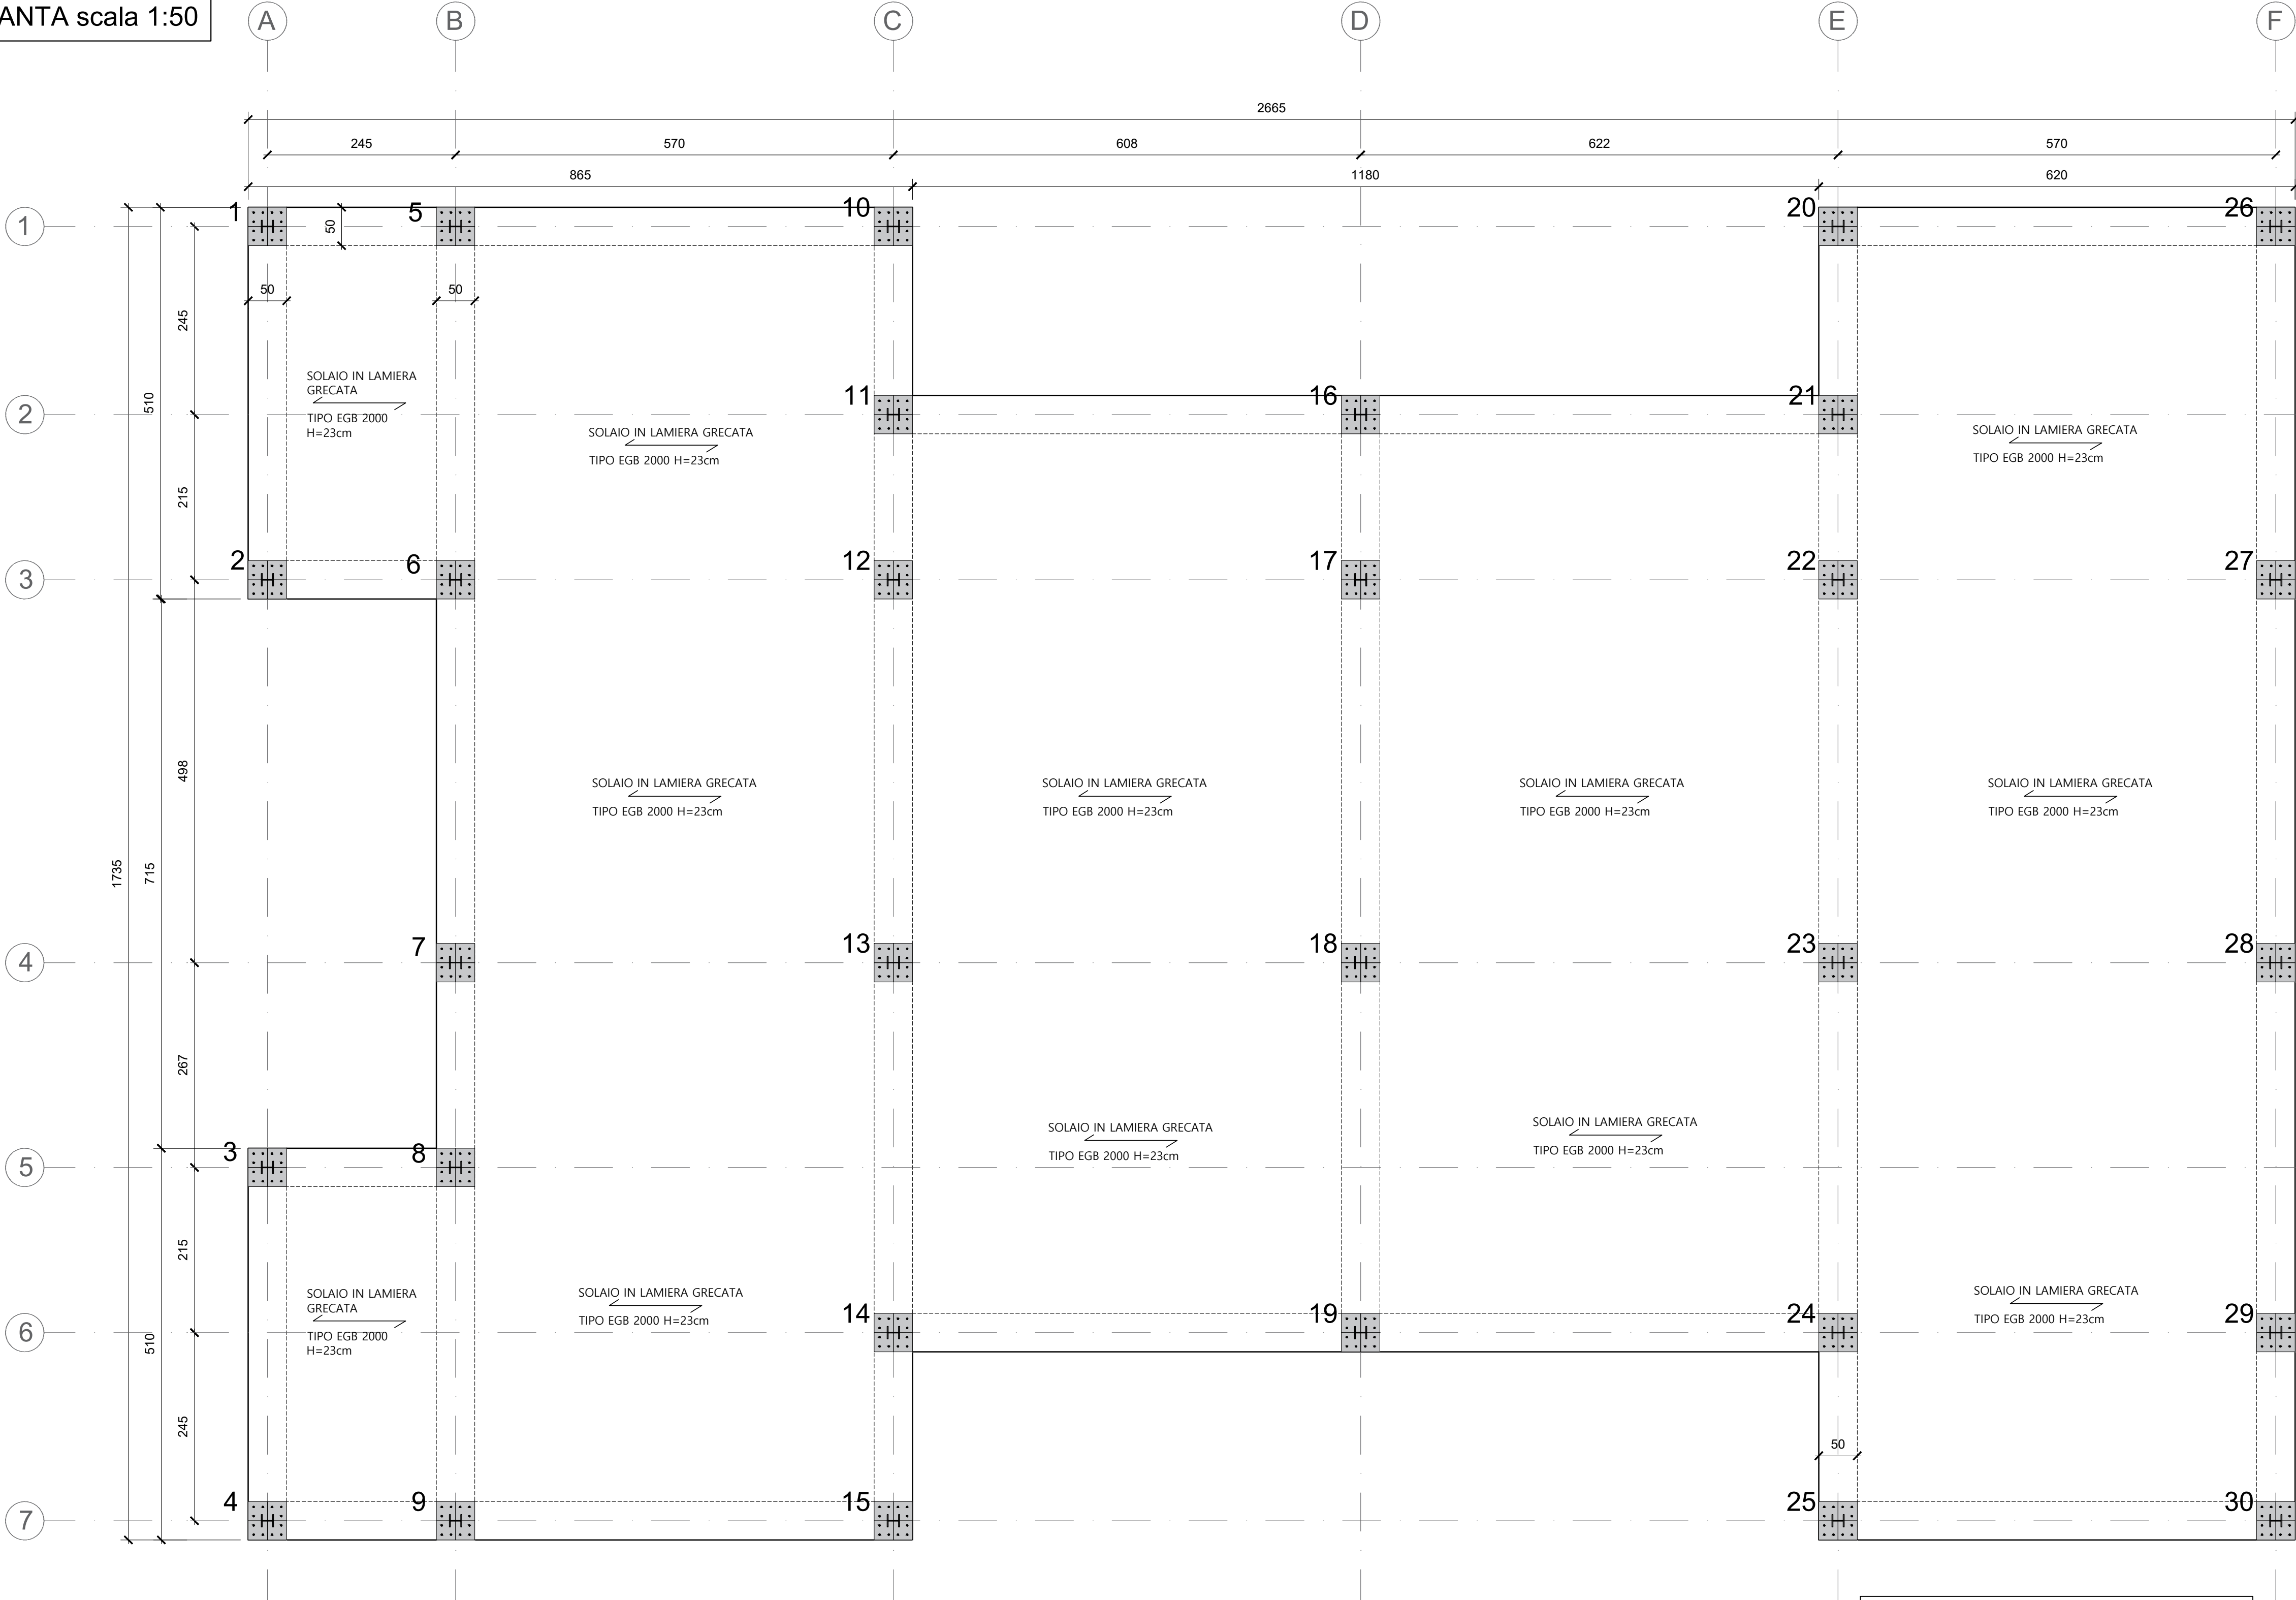 ANTA scala 1:50
A B C D E F
2665
245 570 608 622 570
865 1180 620
1 1 5 10 20 26
50
50 50
245
510
SOLAIO IN LAMIERA
GRECATA
TIPO EGB 2000
H=23cm
2 11 16 21
SOLAIO IN LAMIERA GRECATA
TIPO EGB 2000 H=23cm
SOLAIO IN LAMIERA GRECATA
TIPO EGB 2000 H=23cm
215
3 2 6 12 17 22 27
498
SOLAIO IN LAMIERA GRECATA
TIPO EGB 2000 H=23cm
SOLAIO IN LAMIERA GRECATA
TIPO EGB 2000 H=23cm
SOLAIO IN LAMIERA GRECATA
TIPO EGB 2000 H=23cm
SOLAIO IN LAMIERA GRECATA
TIPO EGB 2000 H=23cm
1735 715
4 7 13 18 23 28
267
SOLAIO IN LAMIERA GRECATA
TIPO EGB 2000 H=23cm
SOLAIO IN LAMIERA GRECATA
TIPO EGB 2000 H=23cm
5 3 8
215
SOLAIO IN LAMIERA
GRECATA
TIPO EGB 2000
H=23cm
SOLAIO IN LAMIERA GRECATA
TIPO EGB 2000 H=23cm
SOLAIO IN LAMIERA GRECATA
TIPO EGB 2000 H=23cm
6 14 19 24 29
510
245
50
7 4 9 15 25 30